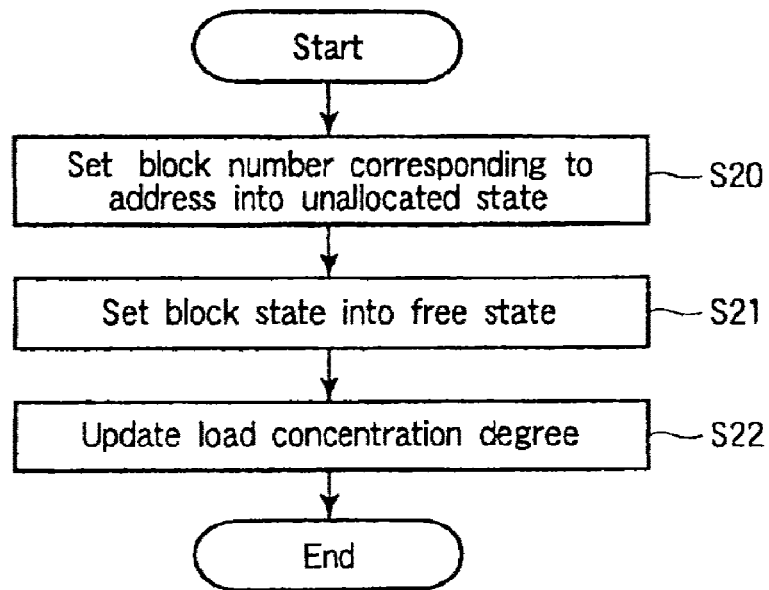 Start
Set block number corresponding to
address into unallocated state
S20
Set block state into free state
S21
Update load concentration degree
S22
End